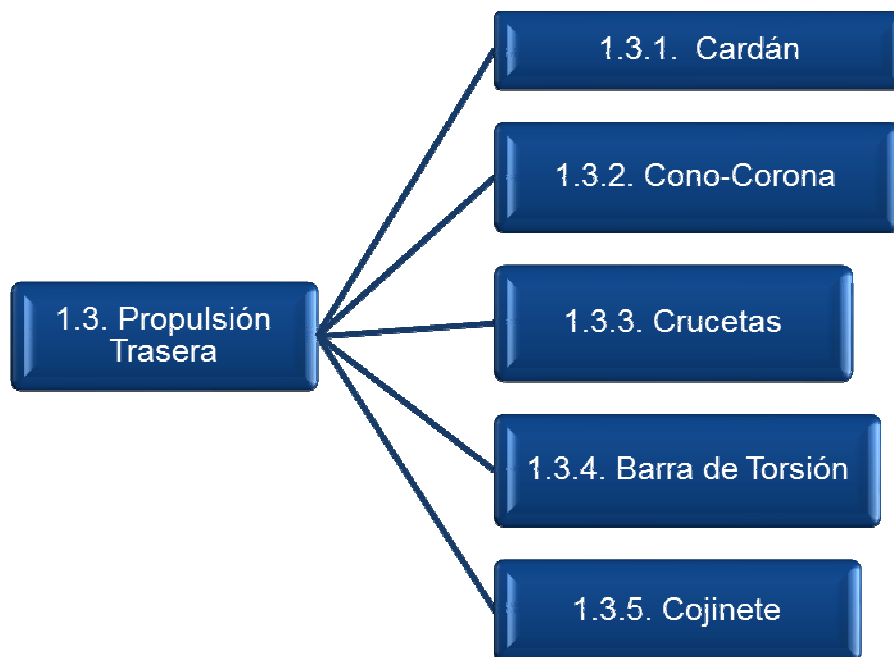 1.3.1.  Cardán
1.3.2. Cono-Corona
1.3. Propulsión
Trasera
1.3.3. Crucetas
1.3.4. Barra de Torsión
1.3.5. Cojinete